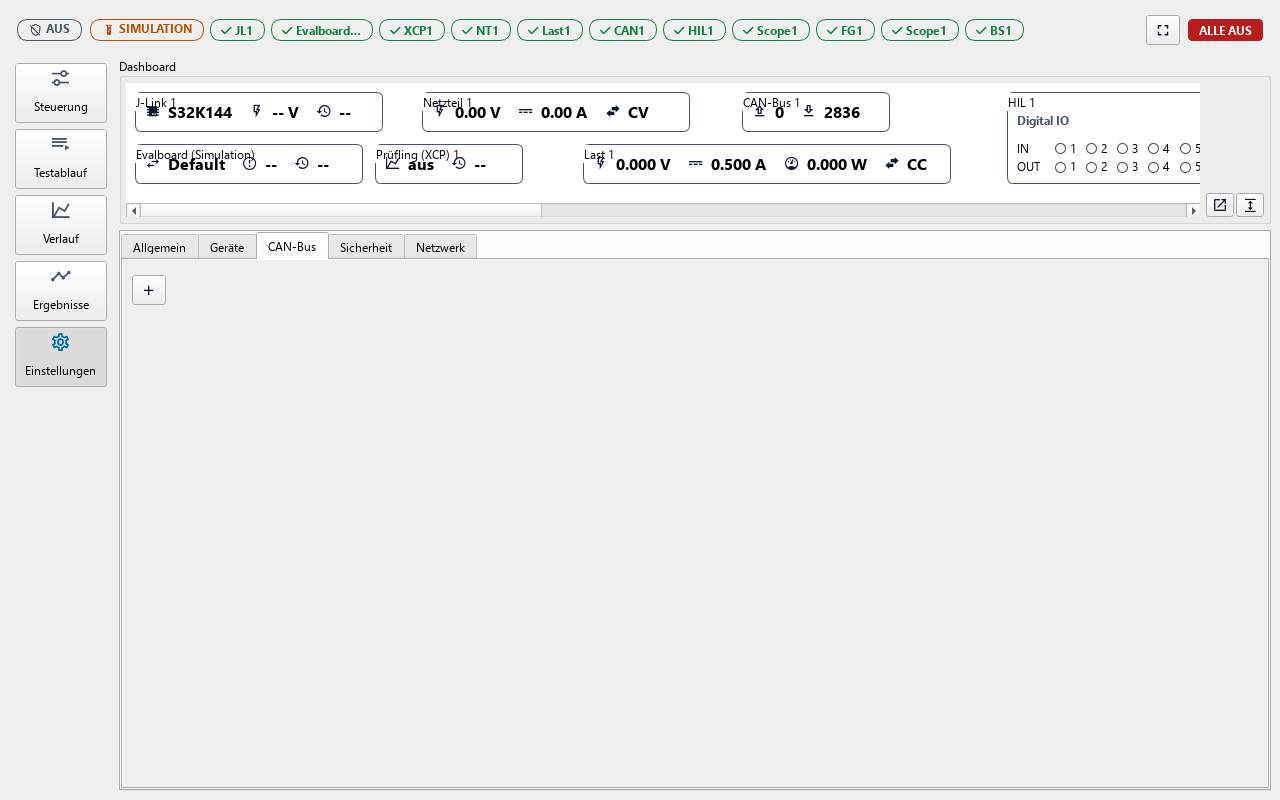 AUS SIMULATION JL1 Evalboard... XCP1 NT1 Last1 CAN1 HIL1 Scope1 FG1 Scope1 BS1 ALLE AUS
Dashboard
J-Link 1 Netzteil 1 CAN-Bus 1 HIL 1
S32K144 -- V -- 0.00 V 0.00 A CV 0 2836
Digital IO
IN 1 2 3 4 5
OUT 1 2 3 4 5
Evalboard (Simulation) Prüfling (XCP) 1 Last 1
Default -- -- aus -- 0.000 V 0.500 A 0.000 W CC
Steuerung
Testablauf
Verlauf
Ergebnisse
Einstellungen
Allgemein Geräte CAN-Bus Sicherheit Netzwerk
+